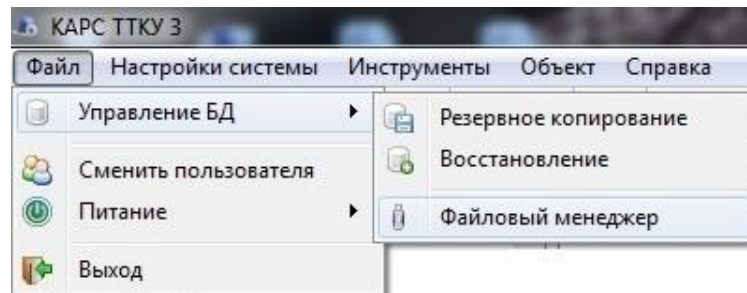 КАРС ТТКУ 3
Файл Настройки системы Инструменты Объект Справка
Управление БД
Резервное копирование
Восстановление
Сменить пользователя
Питание
Файловый менеджер
Выход